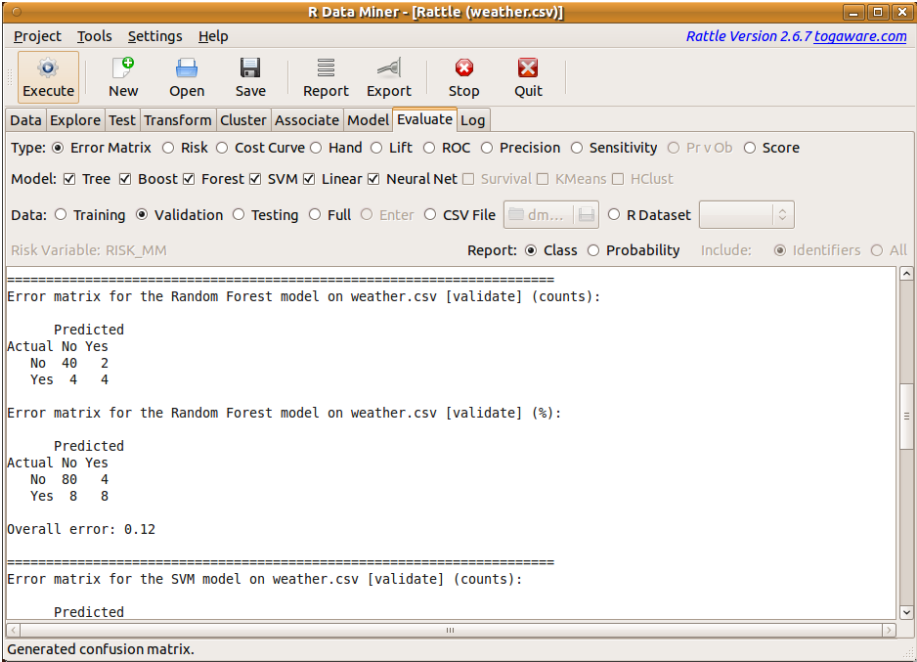 R Data Miner - [Rattle (weather.csv)]
Project Tools Settings Help Rattle Version 2.6.7 togaware.com
Execute New Open Save Report Export Stop Quit
Data Explore Test Transform Cluster Associate Model Evaluate Log
Type: Error Matrix Risk Cost Curve Hand Lift ROC Precision Sensitivity Pr v Ob Score
Model: Tree Boost Forest SVM Linear Neural Net Survival KMeans HClust
Data: Training Validation Testing Full Enter CSV File dm... R Dataset
Risk Variable: RISK_MM Report: Class Probability Include: Identifiers All
======================================================================
Error matrix for the Random Forest model on weather.csv [validate] (counts):
Predicted
Actual No Yes
No 40 2
Yes 4 4
Error matrix for the Random Forest model on weather.csv [validate] (%):
Predicted
Actual No Yes
No 80 4
Yes 8 8
Overall error: 0.12
======================================================================
Error matrix for the SVM model on weather.csv [validate] (counts):
Predicted
Generated confusion matrix.